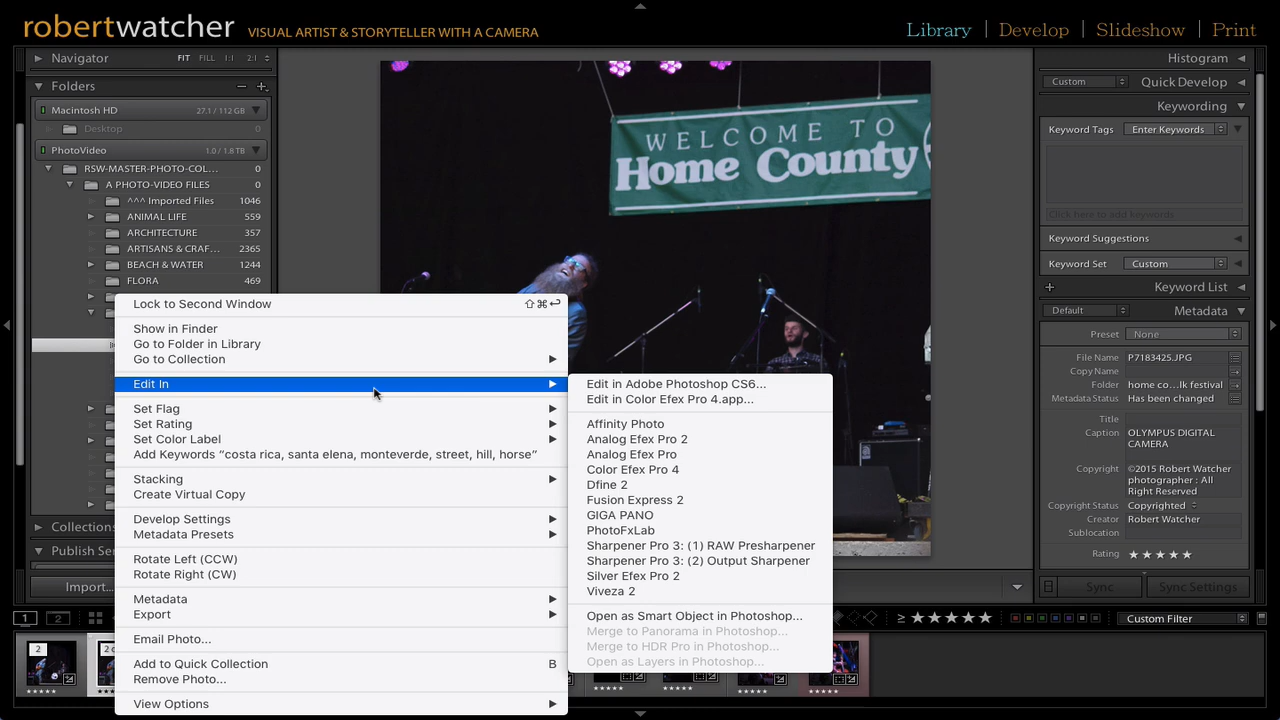 robertwatcher VISUAL ARTIST & STORYTELLER WITH A CAMERA
Library | Develop | Slideshow | Print
Navigator FIT FILL 1:1 2:1
Folders
Macintosh HD 27.1 / 112 GB
Desktop 0
PhotoVideo 1.0 / 1.8 TB
RSW-MASTER-PHOTO-COL... 0
A PHOTO-VIDEO FILES 0
^^^ Imported Files 1046
ANIMAL LIFE 559
ARCHITECTURE 357
ARTISANS & CRAF... 2365
BEACH & WATER 1244
FLORA 469
Collections
Publish Ser
Import...
WELCOME TO
Home County
Lock to Second Window ⇧⌘↩
Show in Finder
Go to Folder in Library
Go to Collection
Edit In
Set Flag
Set Rating
Set Color Label
Add Keywords “costa rica, santa elena, monteverde, street, hill, horse”
Stacking
Create Virtual Copy
Develop Settings
Metadata Presets
Rotate Left (CCW)
Rotate Right (CW)
Metadata
Export
Email Photo...
Add to Quick Collection B
Remove Photo...
View Options
Edit in Adobe Photoshop CS6...
Edit in Color Efex Pro 4.app...
Affinity Photo
Analog Efex Pro 2
Analog Efex Pro
Color Efex Pro 4
Dfine 2
Fusion Express 2
GIGA PANO
PhotoFxLab
Sharpener Pro 3: (1) RAW Presharpener
Sharpener Pro 3: (2) Output Sharpener
Silver Efex Pro 2
Viveza 2
Open as Smart Object in Photoshop...
Merge to Panorama in Photoshop...
Merge to HDR Pro in Photoshop...
Open as Layers in Photoshop...
Histogram
Custom Quick Develop
Keywording
Keyword Tags Enter Keywords
Click here to add keywords
Keyword Suggestions
Keyword Set Custom
Keyword List
Default Metadata
Preset None
File Name P7183425.JPG
Copy Name
Folder home co...lk festival
Metadata Status Has been changed
Title
Caption OLYMPUS DIGITAL
CAMERA
Copyright ©2015 Robert Watcher
photographer : All
Right Reserved
Copyright Status Copyrighted
Creator Robert Watcher
Sublocation
Rating ★★★★★
Sync Sync Settings
1 2
≥ ★★★★★ Custom Filter
2
2